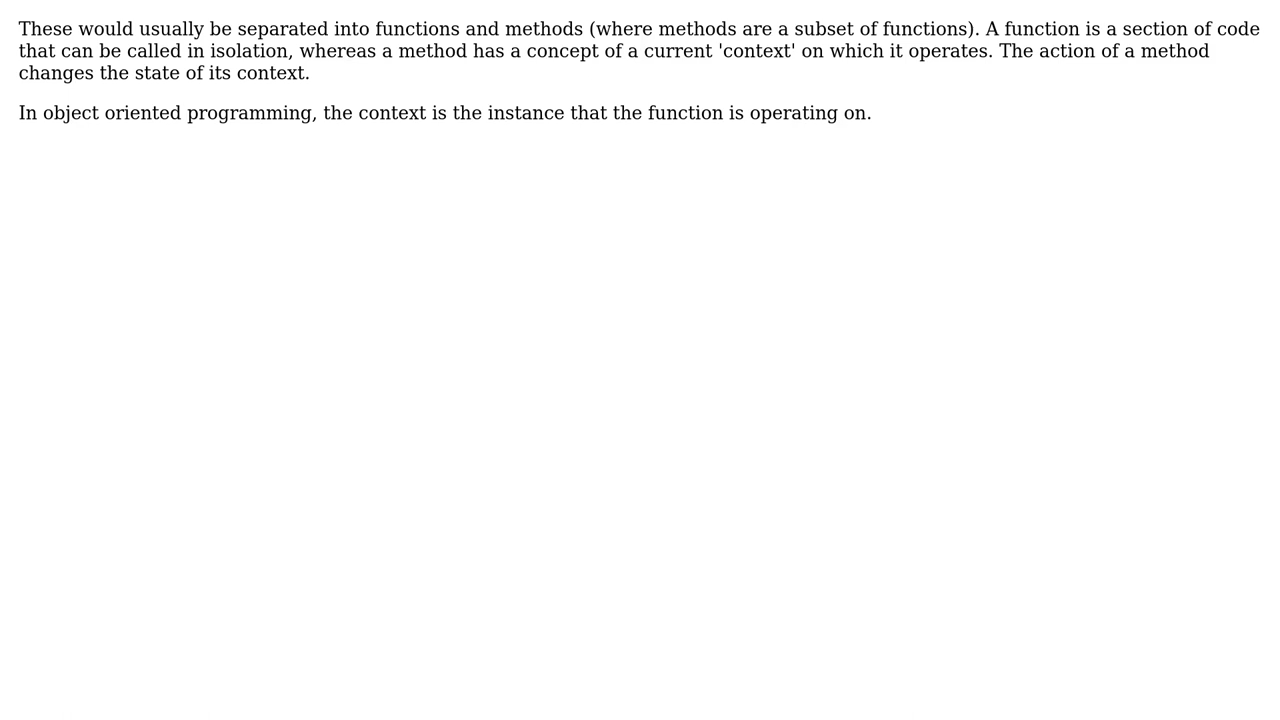 These would usually be separated into functions and methods (where methods are a subset of functions). A function is a section of code
that can be called in isolation, whereas a method has a concept of a current 'context' on which it operates. The action of a method
changes the state of its context.
In object oriented programming, the context is the instance that the function is operating on.